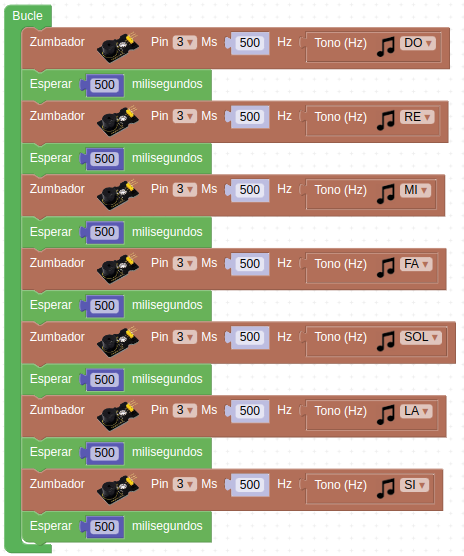 Bucle
Zumbador Pin 3 Ms 500 Hz Tono (Hz) DO
Esperar 500 milisegundos
Zumbador Pin 3 Ms 500 Hz Tono (Hz) RE
Esperar 500 milisegundos
Zumbador Pin 3 Ms 500 Hz Tono (Hz) MI
Esperar 500 milisegundos
Zumbador Pin 3 Ms 500 Hz Tono (Hz) FA
Esperar 500 milisegundos
Zumbador Pin 3 Ms 500 Hz Tono (Hz) SOL
Esperar 500 milisegundos
Zumbador Pin 3 Ms 500 Hz Tono (Hz) LA
Esperar 500 milisegundos
Zumbador Pin 3 Ms 500 Hz Tono (Hz) SI
Esperar 500 milisegundos